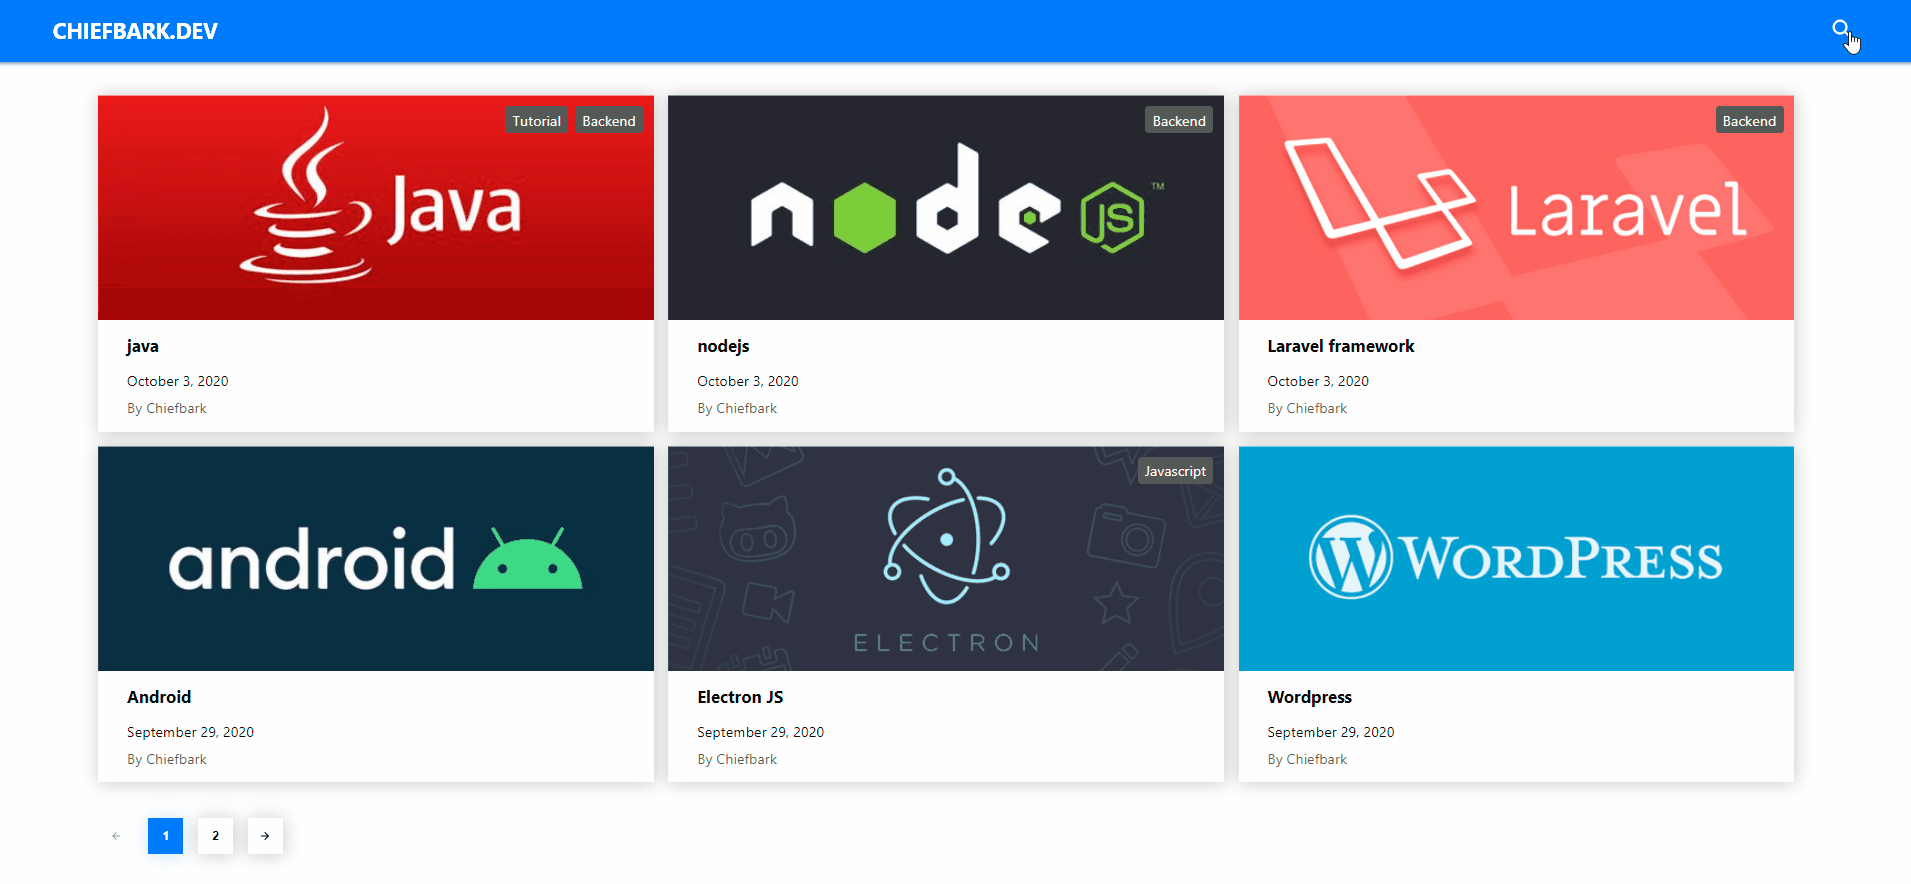 CHIEFBARK.DEV
Tutorial Backend
Java
java
October 3, 2020
By Chiefbark
Backend
node JS ™
nodejs
October 3, 2020
By Chiefbark
Backend
Laravel
Laravel framework
October 3, 2020
By Chiefbark
android
Android
September 29, 2020
By Chiefbark
Javascript
ELECTRON
Electron JS
September 29, 2020
By Chiefbark
WORDPRESS
Wordpress
September 29, 2020
By Chiefbark
← 1 2 →